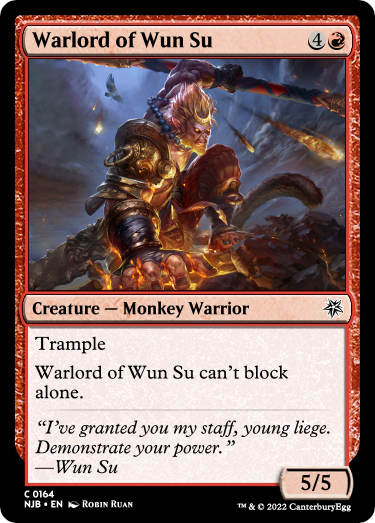 Warlord of Wun Su 4
Creature — Monkey Warrior
Trample
Warlord of Wun Su can't block
alone.
“I've granted you my staff, young liege.
Demonstrate your power.”
—Wun Su
5/5
C 0164
NJB • EN Robin Ruan
™ & © 2022 CanterburyEgg